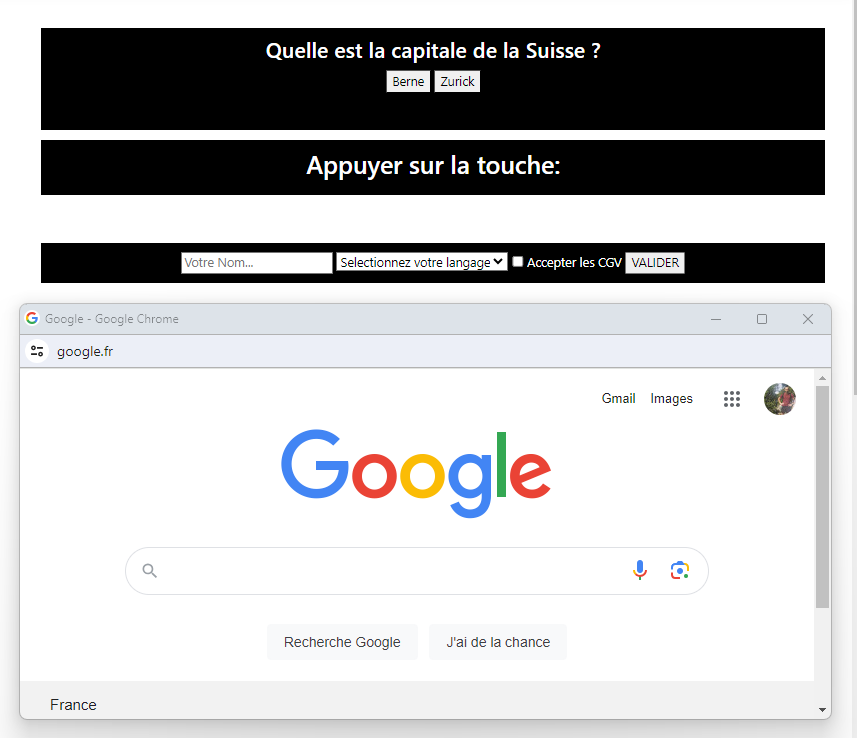 Quelle est la capitale de la Suisse ?
Berne Zurick
Appuyer sur la touche:
Votre Nom... Selectionnez votre langage Accepter les CGV VALIDER
Google - Google Chrome
google.fr
Gmail Images
Google
Recherche Google J'ai de la chance
France